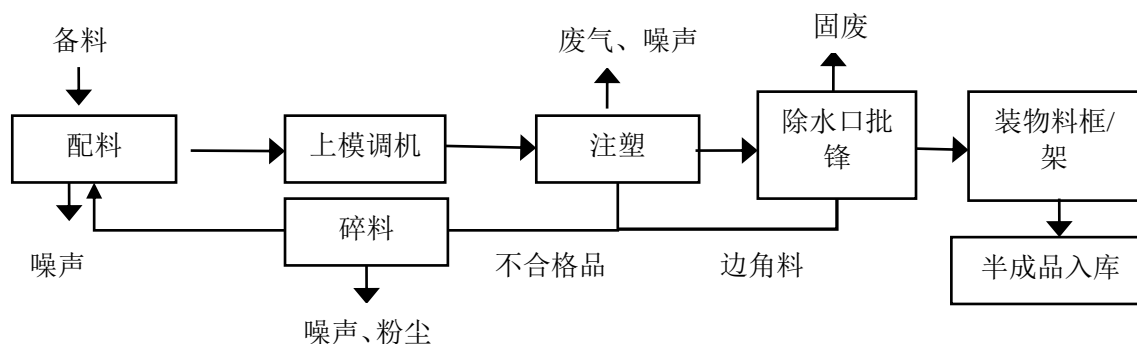 备料
废气、噪声
固废
配料
上模调机
注塑
除水口批
锋
装物料框/
架
碎料
噪声
不合格品
边角料
半成品入库
噪声、粉尘